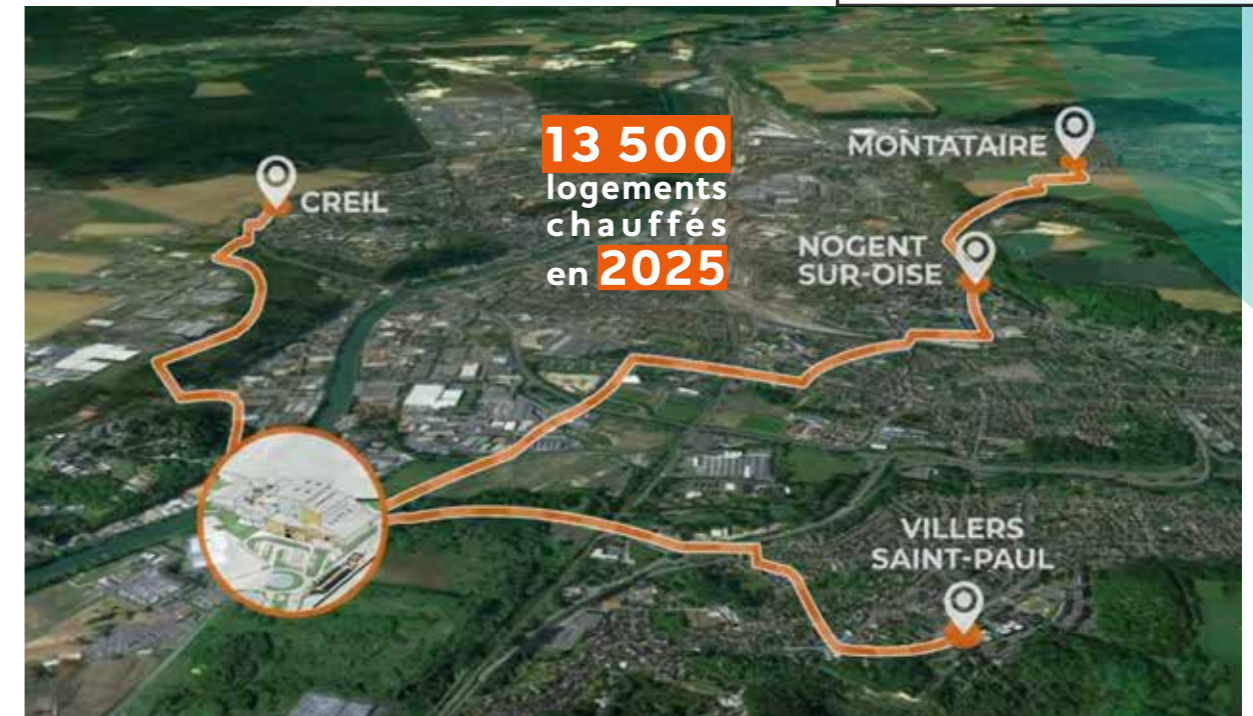 13 500
logements
chauffés
en 2025
MONTATAIRE
CREIL
NOGENT
SUR-OISE
VILLERS
SAINT-PAUL